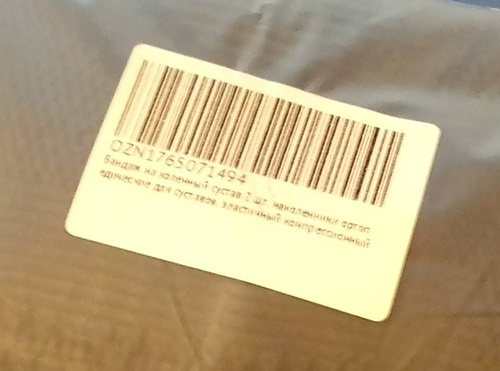 OZN1765071494
Бандаж на коленный сустав 2 шт, наколенники ортоп
едические для суставов, эластичный компрессионный